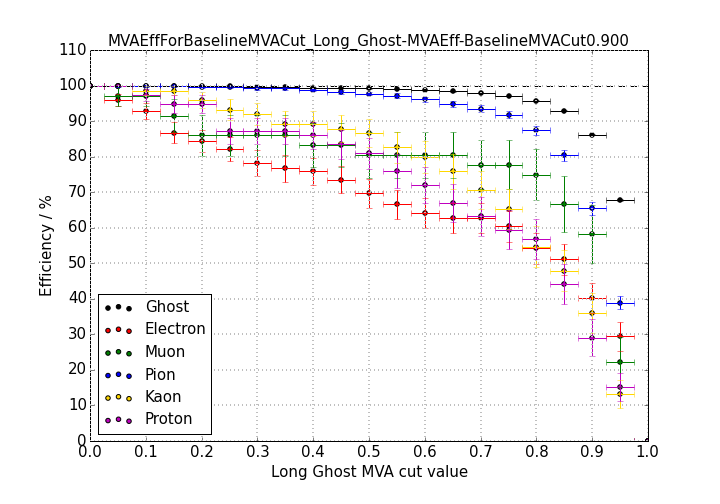 MVAEffForBaselineMVACut_Long_Ghost-MVAEff-BaselineMVACut0.900
110
100
90
80
70
60
50
40
30
20
10
0
Efficiency / %
Ghost
Electron
Muon
Pion
Kaon
Proton
0.0 0.1 0.2 0.3 0.4 0.5 0.6 0.7 0.8 0.9 1.0
Long Ghost MVA cut value